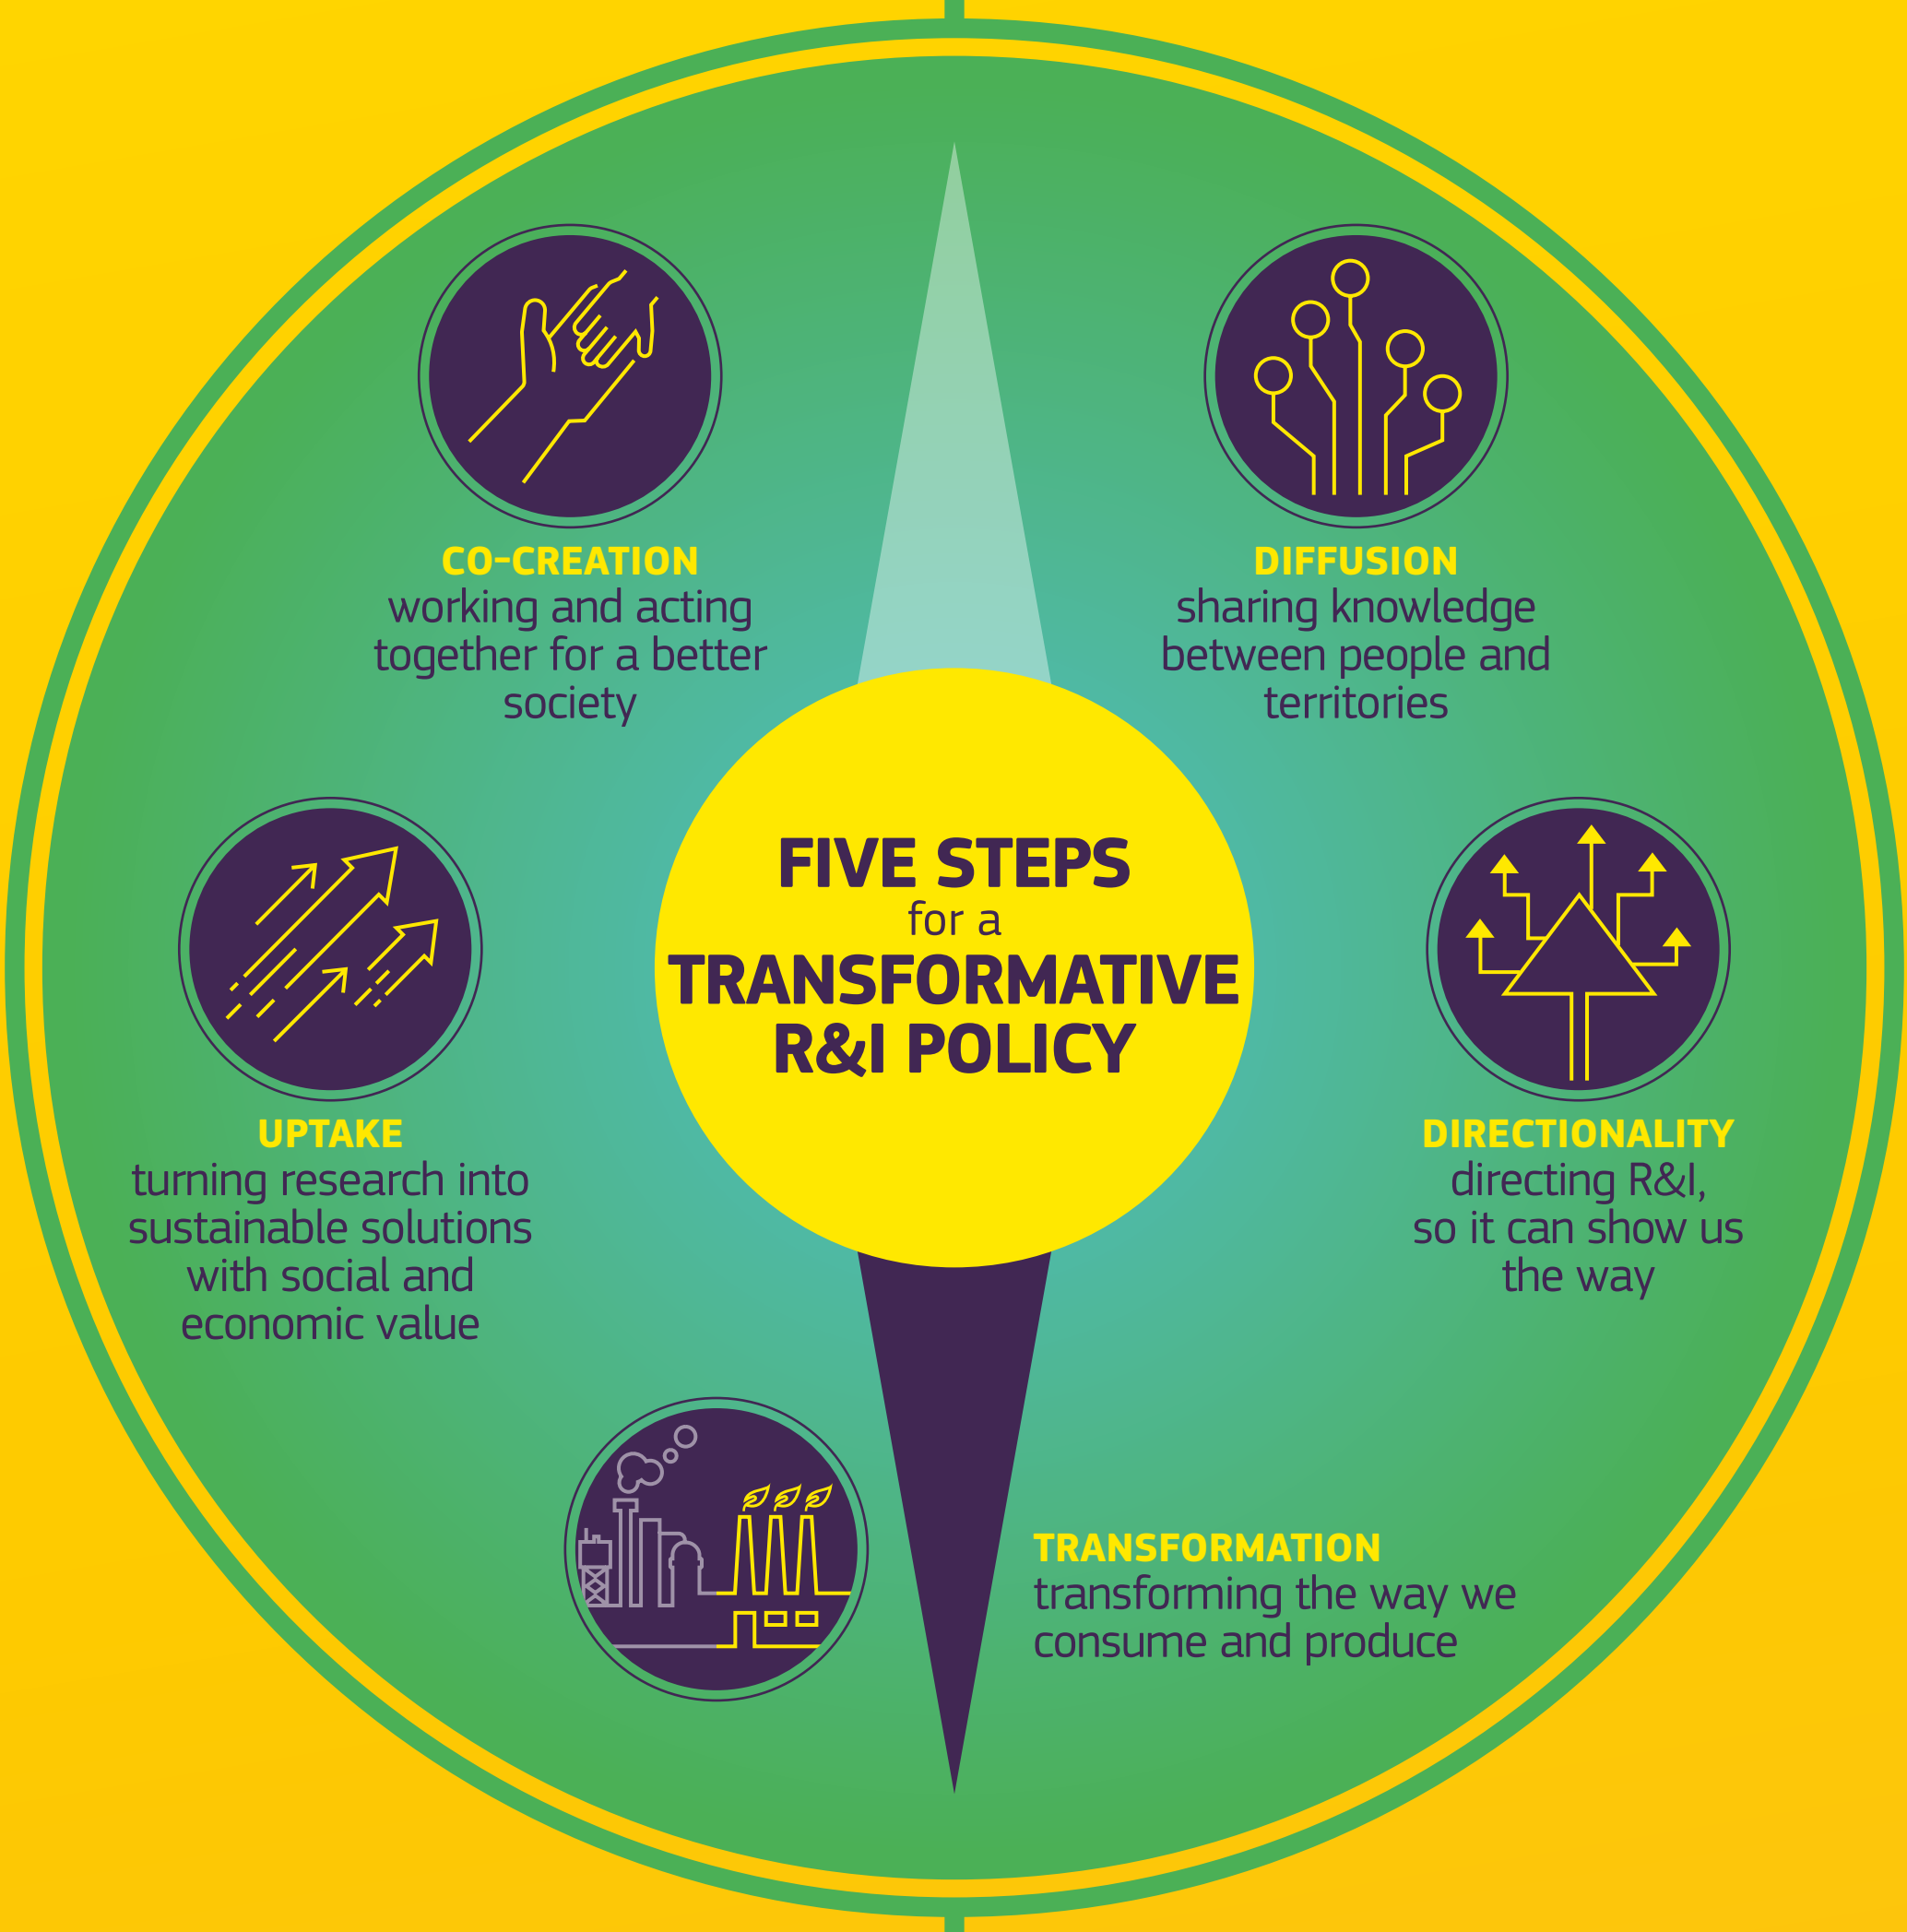 CO-CREATION
working and acting
together for a better
society
DIFFUSION
sharing knowledge
between people and
territories
FIVE STEPS
for a
TRANSFORMATIVE
R&I POLICY
UPTAKE
turning research into
sustainable solutions
with social and
economic value
DIRECTIONALITY
directing R&I,
so it can show us
the way
TRANSFORMATION
transforming the way we
consume and produce